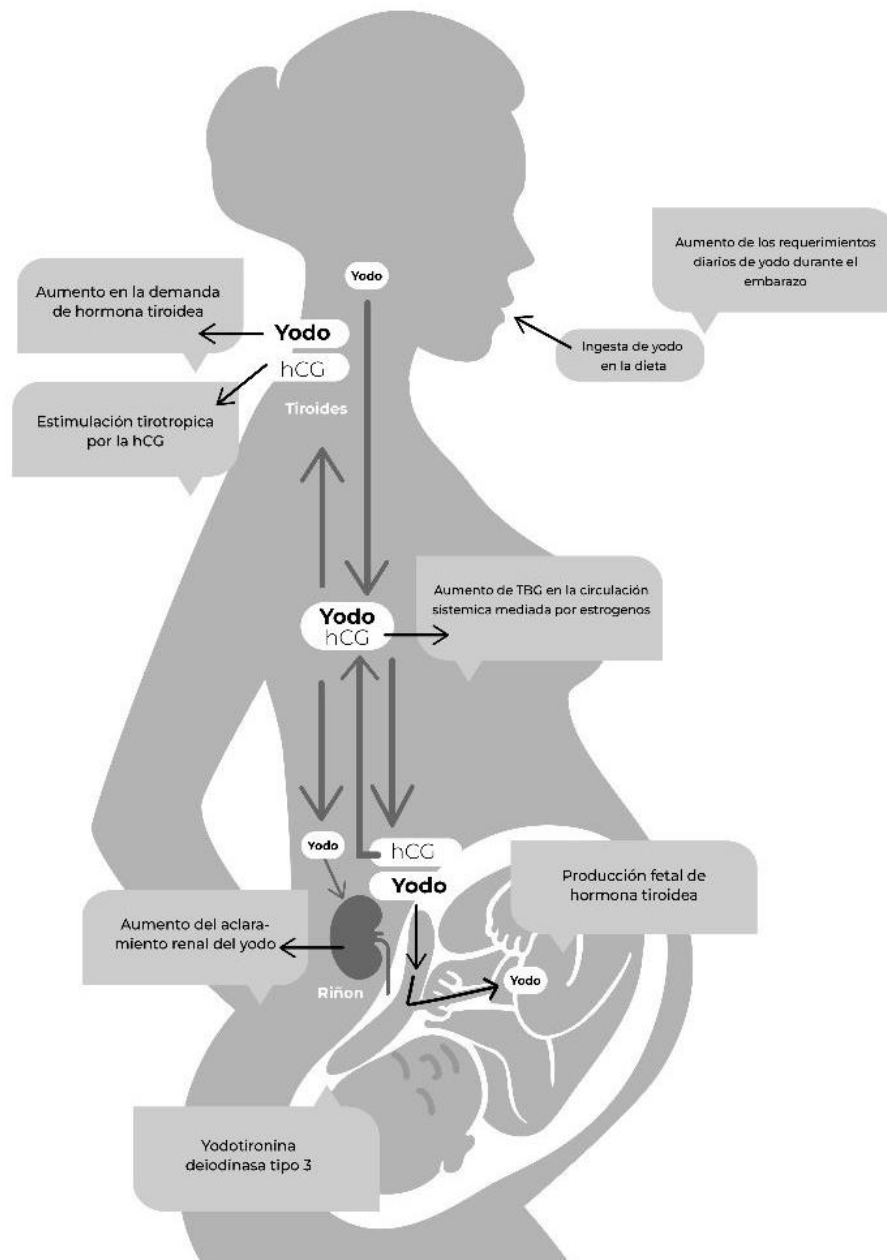 Yodo
Aumento de los requerimientos
diarios de yodo durante el
embarazo
Aumento en la demanda
de hormona tiroidea
Yodo
hCG
Tiroides
Ingesta de yodo
en la dieta
Estimulación tirotropica
por la hCG
Aumento de TBG en la circulación
sistemica mediada por estrogenos
Yodo
hCG
Yodo
hCG
Yodo
Producción fetal de
hormona tiroidea
Aumento del aclara-
miento renal del yodo
Riñon
Yodo
Yodotironina
deiodinasa tipo 3